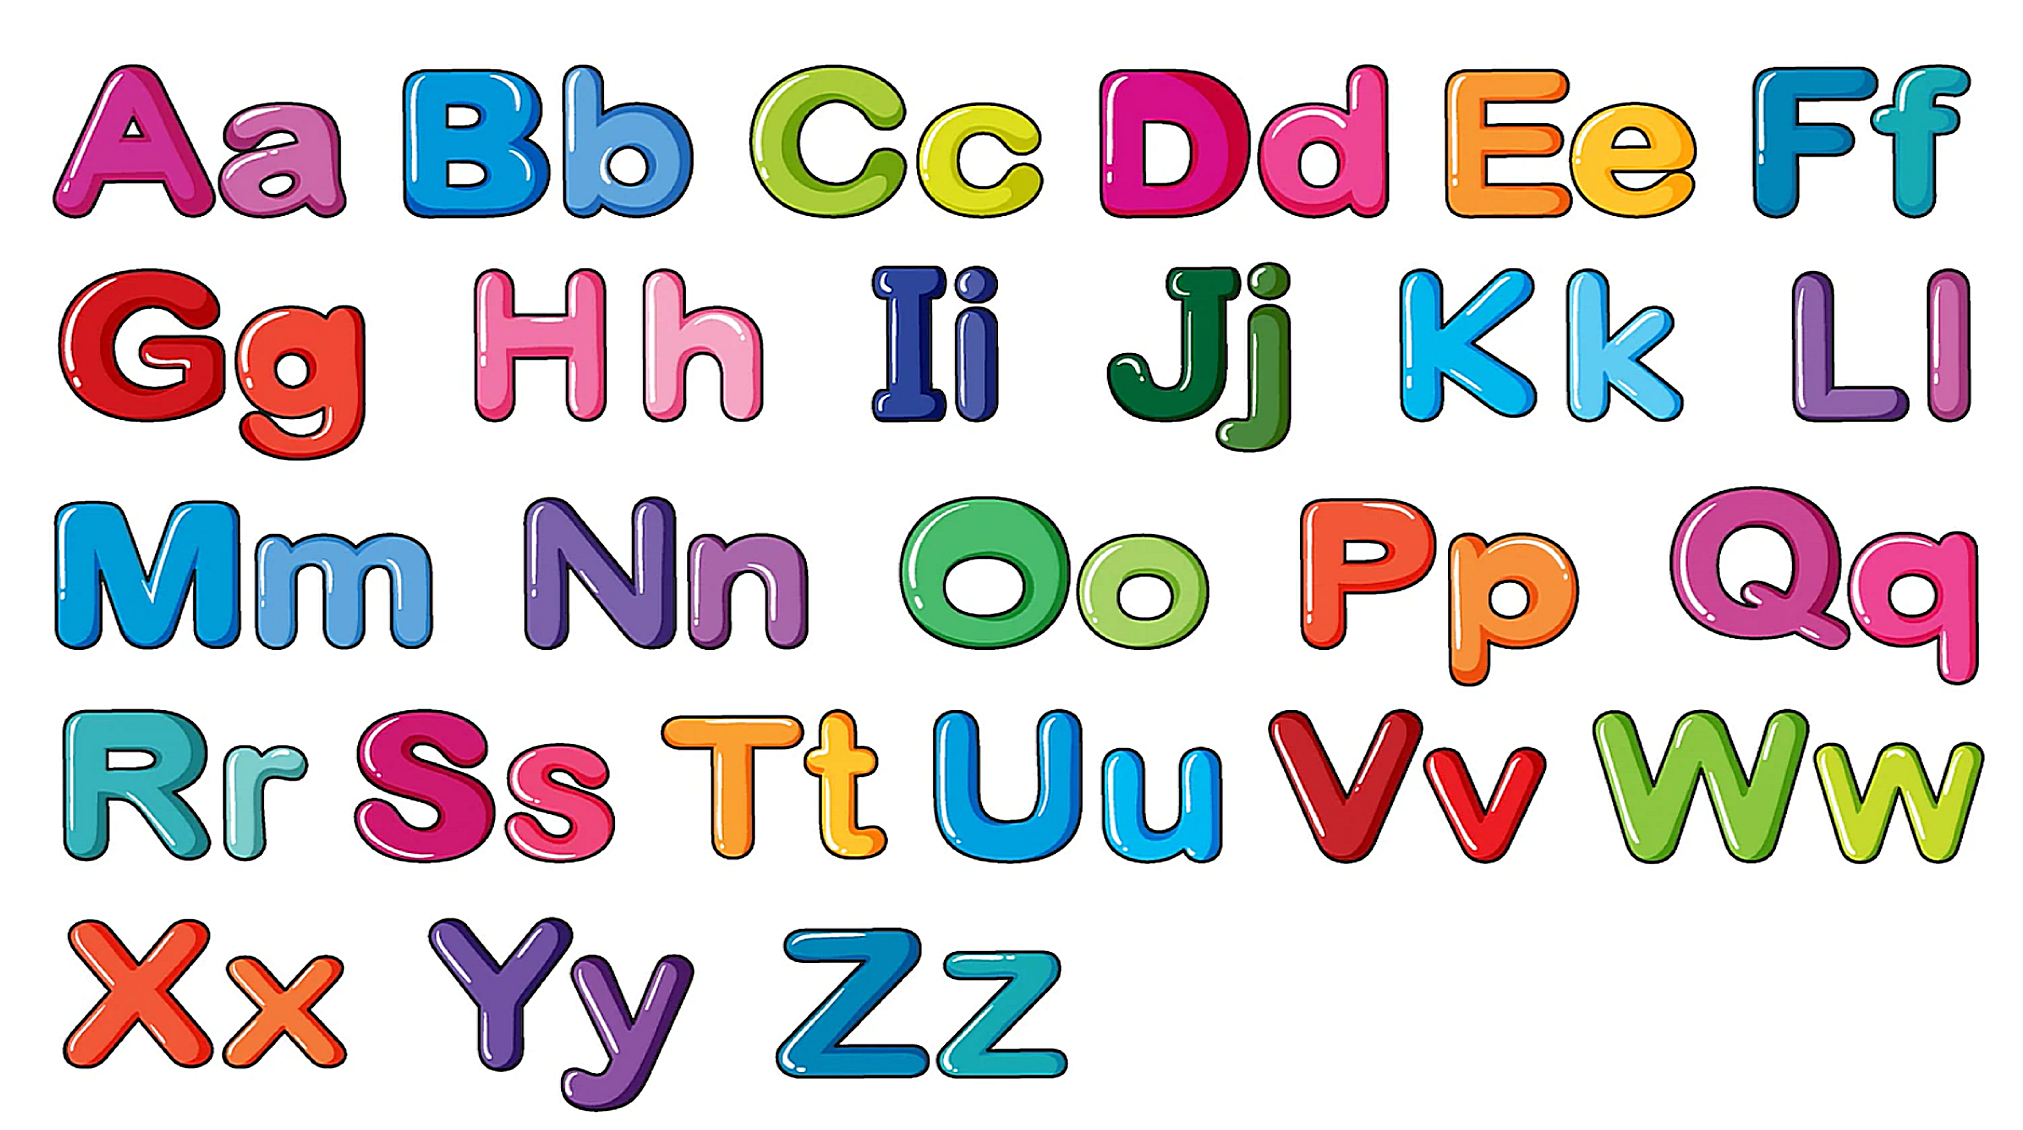 Aa Bb Cc Dd Ee Ff
Gg Hh Ii Jj Kk Ll
Mm Nn Oo Pp Qq
Rr Ss Tt Uu Vv Ww
Xx Yy Zz